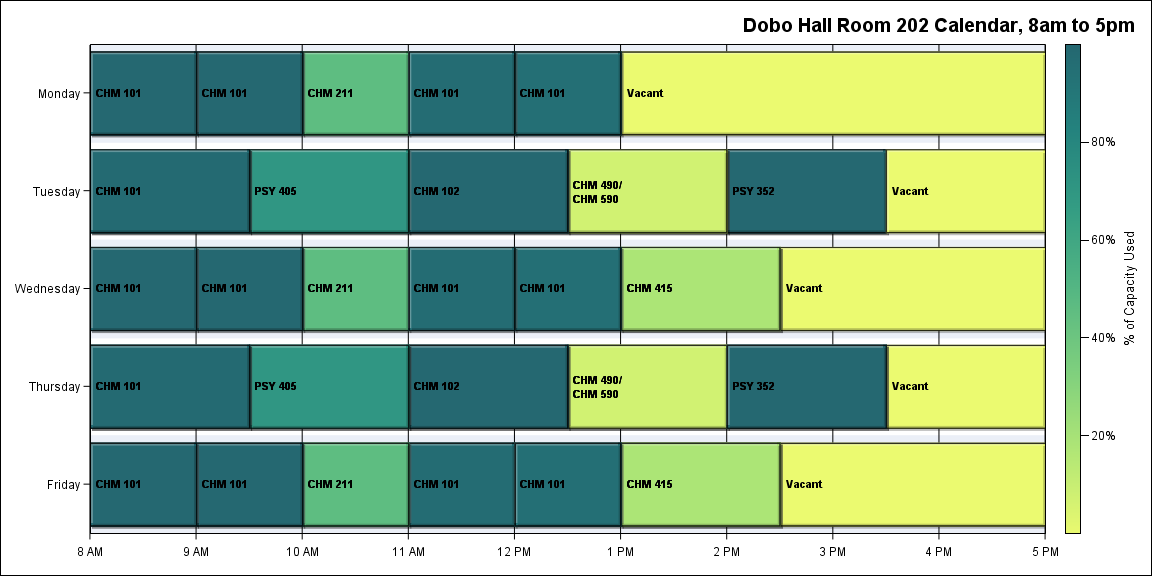 Dobo Hall Room 202 Calendar, 8am to 5pm
Monday
CHM 101
CHM 101
CHM 211
CHM 101
CHM 101
Vacant
Tuesday
CHM 101
PSY 405
CHM 102
CHM 490/
CHM 590
PSY 352
Vacant
Wednesday
CHM 101
CHM 101
CHM 211
CHM 101
CHM 101
CHM 415
Vacant
Thursday
CHM 101
PSY 405
CHM 102
CHM 490/
CHM 590
PSY 352
Vacant
Friday
CHM 101
CHM 101
CHM 211
CHM 101
CHM 101
CHM 415
Vacant
8 AM
9 AM
10 AM
11 AM
12 PM
1 PM
2 PM
3 PM
4 PM
5 PM
80%
60%
40%
20%
% of Capacity Used